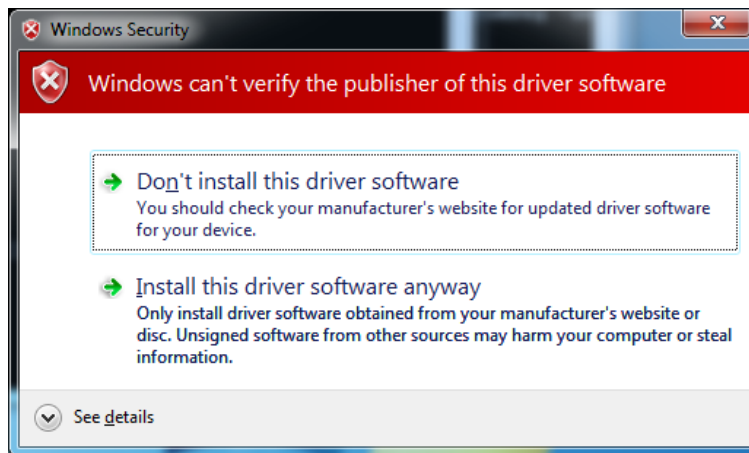 Windows Security
Windows can't verify the publisher of this driver software
Don't install this driver software
You should check your manufacturer's website for updated driver software
for your device.
Install this driver software anyway
Only install driver software obtained from your manufacturer's website or
disc. Unsigned software from other sources may harm your computer or steal
information.
See details